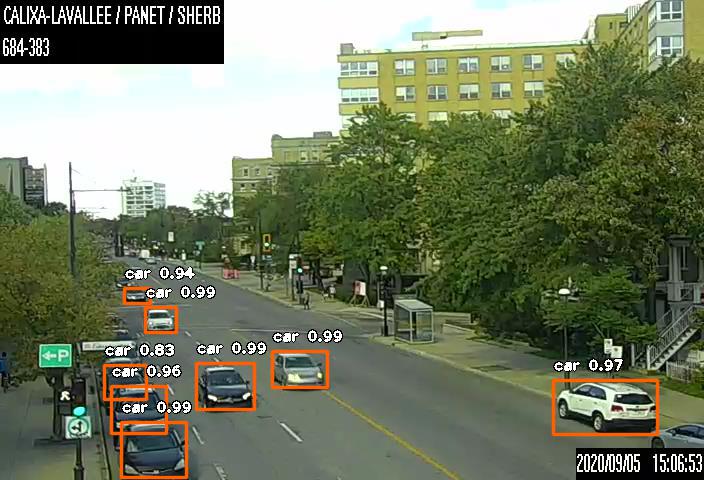 CALIXA-LAVALLEE / PANET / SHERB
684-383
car 0.94
car 0.99
car 0.83
car 0.99
car 0.99
car 0.96
car 0.97
car 0.99
P
2020/09/05 15:06:53